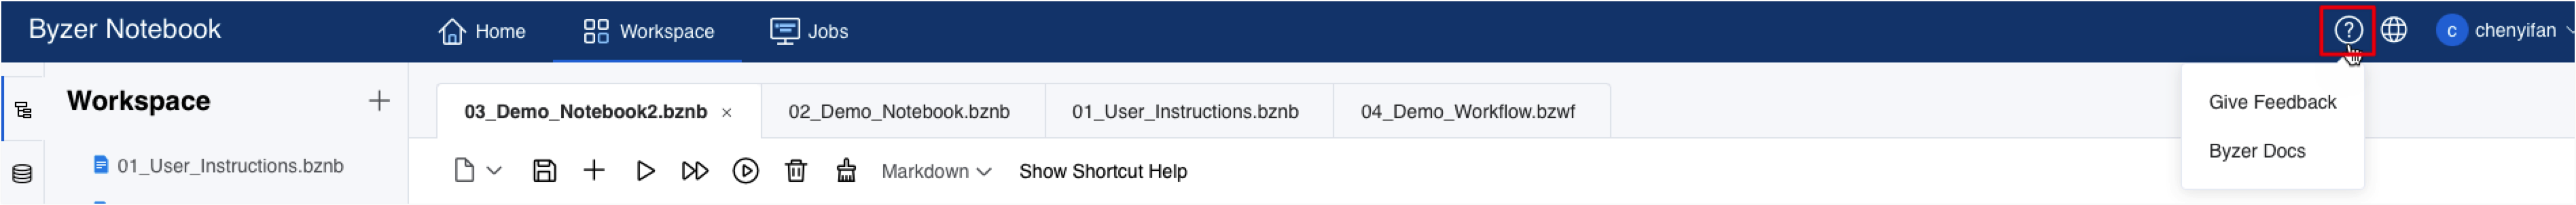 Byzer Notebook
Home
Workspace
Jobs
?
c
chenyifan
Give Feedback
Byzer Docs
Workspace
01_User_Instructions.bznb
03_Demo_Notebook2.bznb
02_Demo_Notebook.bznb
01_User_Instructions.bznb
04_Demo_Workflow.bzwf
Markdown
Show Shortcut Help